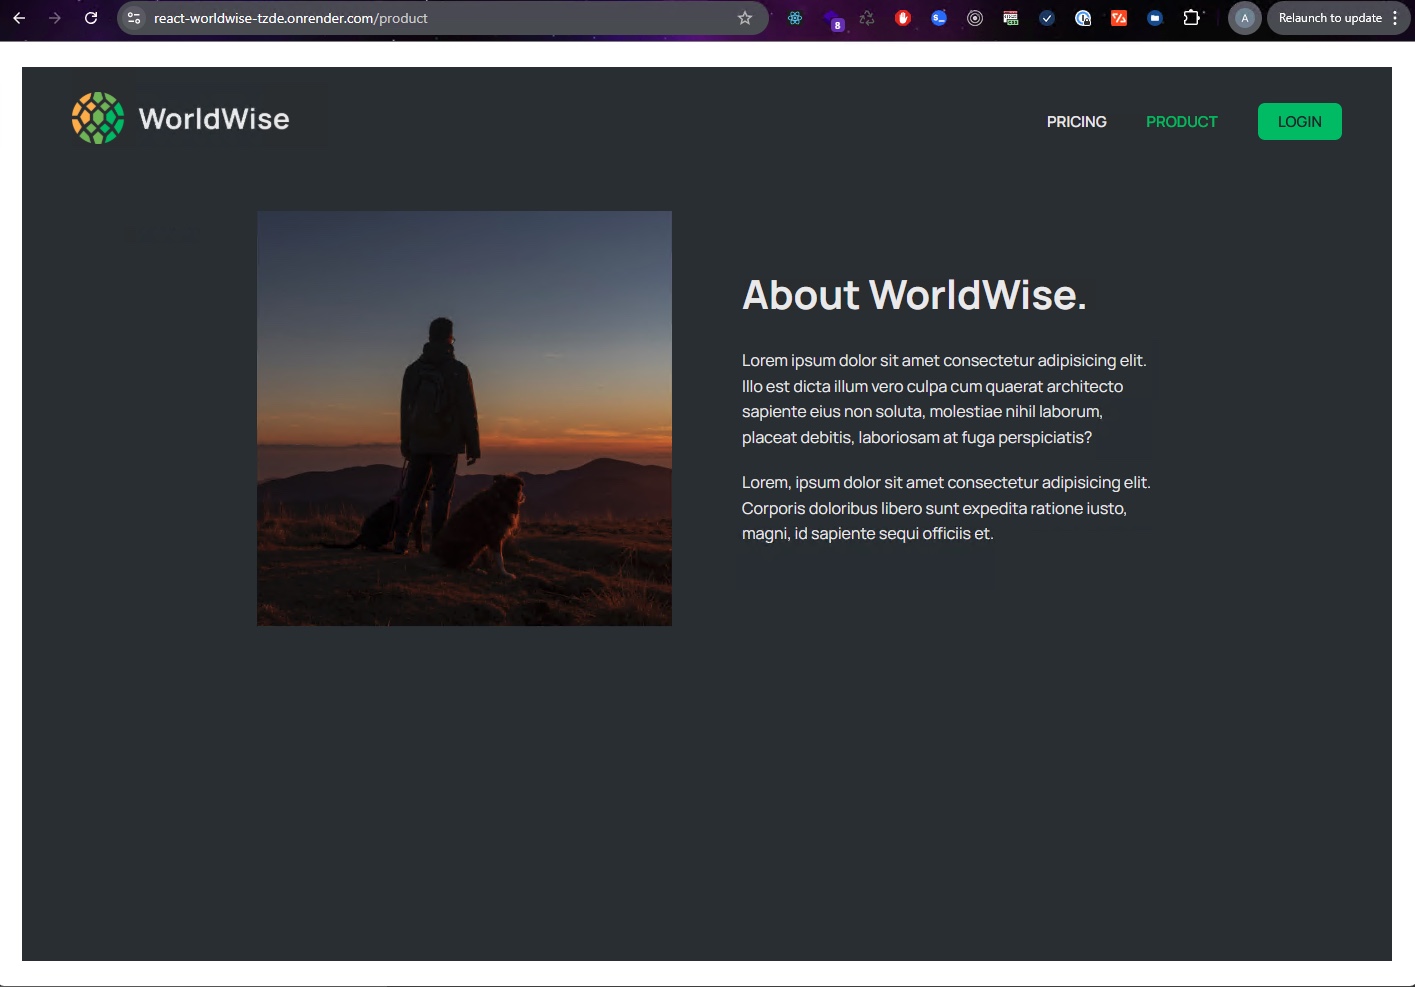 react-worldwise-tzde.onrender.com/product
8
A
Relaunch to update
WorldWise
PRICING
PRODUCT
LOGIN
About WorldWise.
Lorem ipsum dolor sit amet consectetur adipisicing elit.
Illo est dicta illum vero culpa cum quaerat architecto
sapiente eius non soluta, molestiae nihil laborum,
placeat debitis, laboriosam at fuga perspiciatis?
Lorem, ipsum dolor sit amet consectetur adipisicing elit.
Corporis doloribus libero sunt expedita ratione iusto,
magni, id sapiente sequi officiis et.